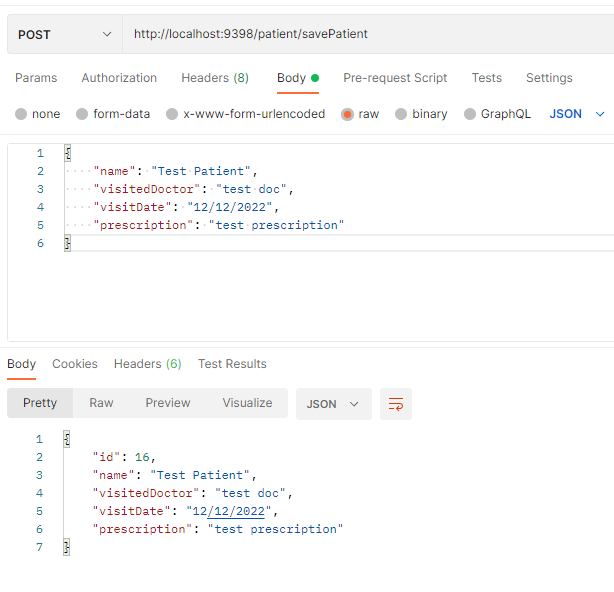 POST http://localhost:9398/patient/savePatient
Params Authorization Headers (8) Body Pre-request Script Tests Settings
none form-data x-www-form-urlencoded raw binary GraphQL JSON
1 {
2 "name": "Test Patient",
3 "visitedDoctor": "test doc",
4 "visitDate": "12/12/2022",
5 "prescription": "test prescription"
6 }
Body Cookies Headers (6) Test Results
Pretty Raw Preview Visualize JSON
1 {
2 "id": 16,
3 "name": "Test Patient",
4 "visitedDoctor": "test doc",
5 "visitDate": "12/12/2022",
6 "prescription": "test prescription"
7 }